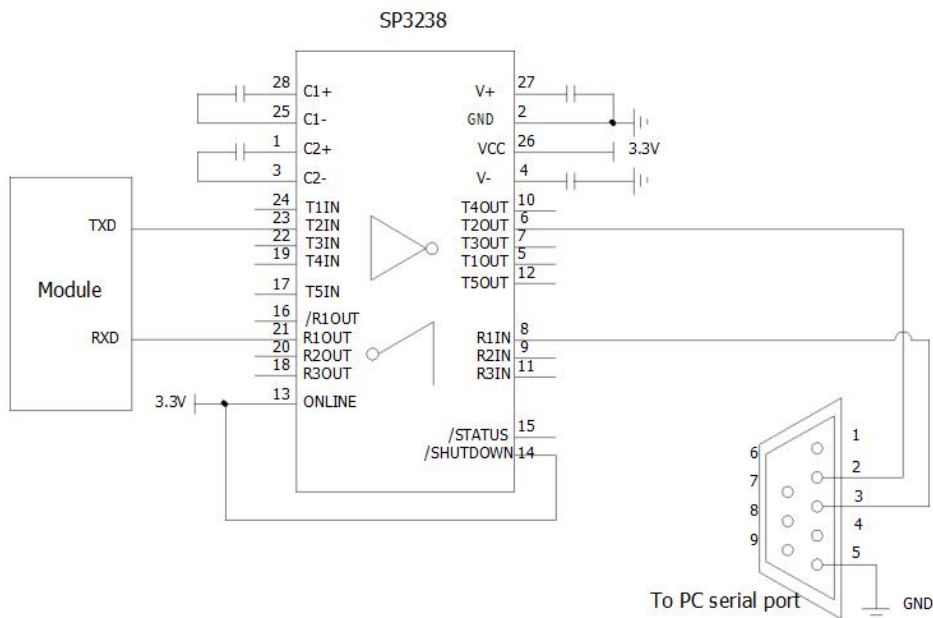 SP3238
28 C1+ V+ 27
25 C1- GND 2
1 C2+ VCC 26 3.3V
3 C2- V- 4
24 T1IN T4OUT 10
TXD 23 T2IN T2OUT 6
22 T3IN T3OUT 7
19 T4IN T1OUT 5
T5OUT 12
Module 17 T5IN
16 /R1OUT
RXD 21 R1OUT R1IN 8
20 R2OUT R2IN 9
18 R3OUT R3IN 11
3.3V 13 ONLINE
/STATUS 15
/SHUTDOWN 14
1
6
2
7
3
8
4
9
5
To PC serial port GND